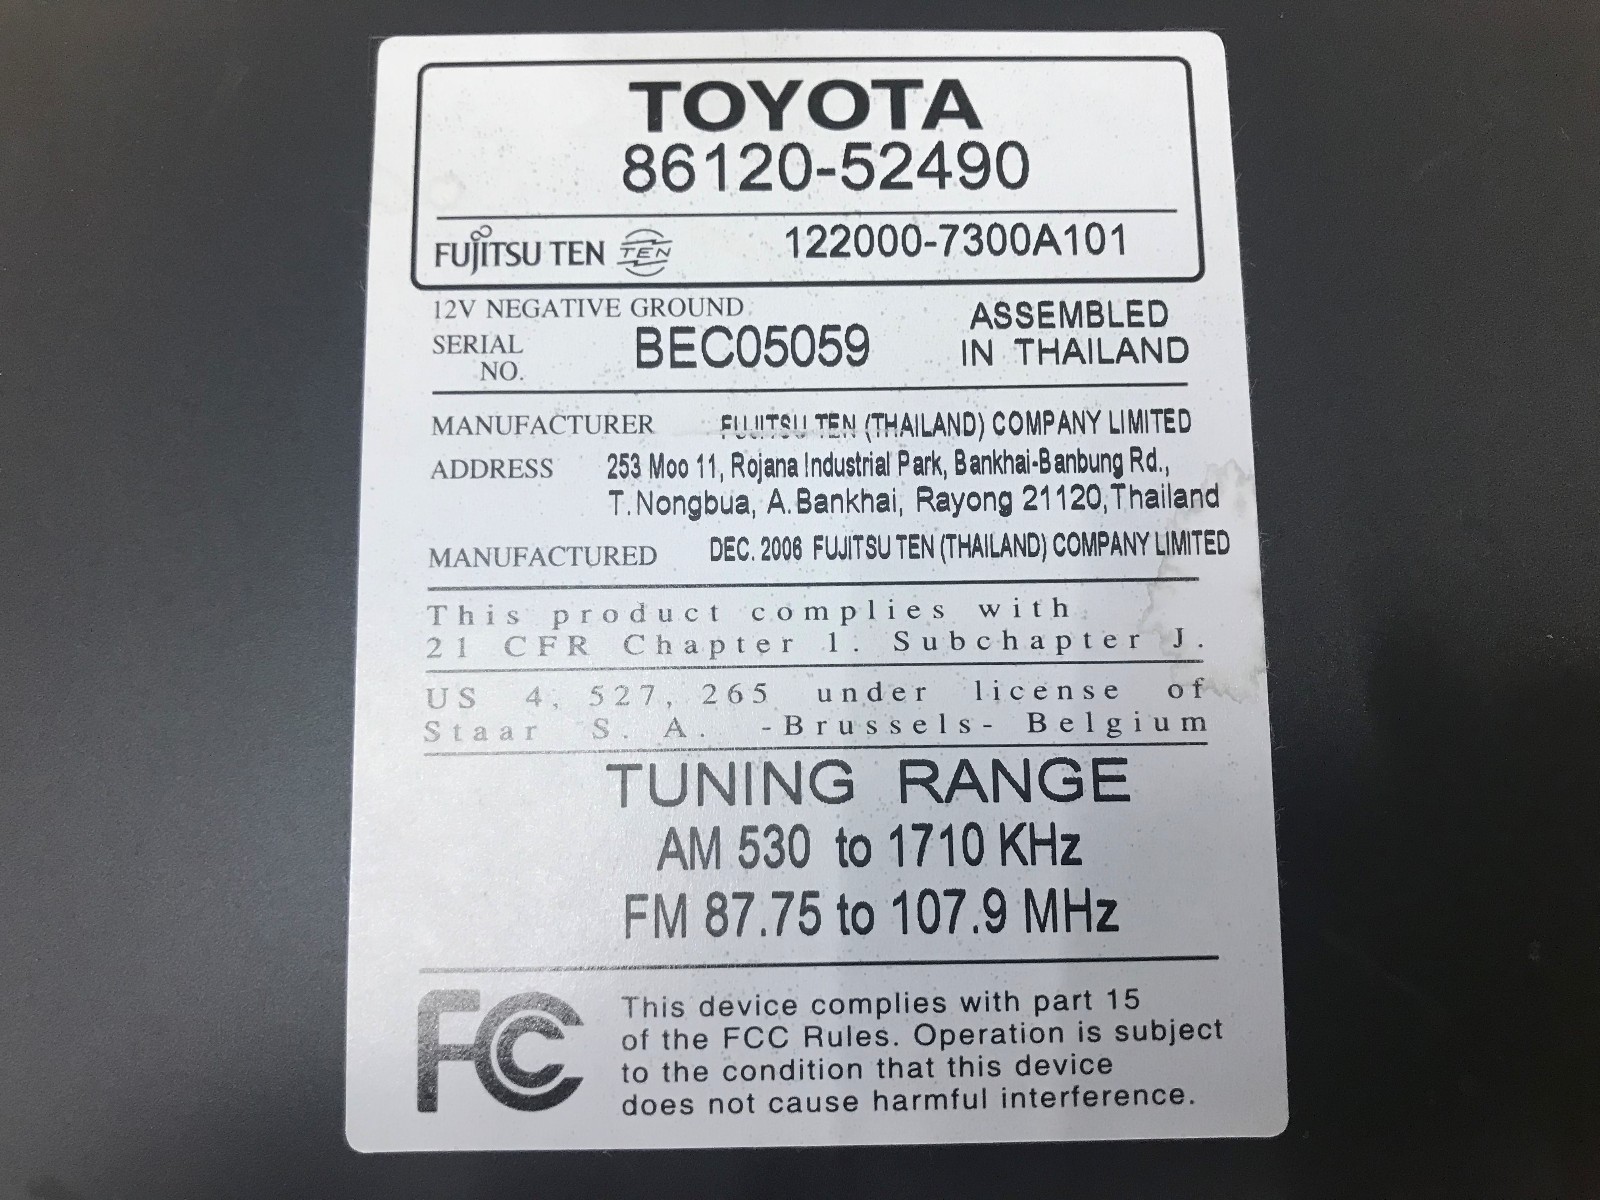 TOYOTA
86120-52490
FUJITSU TEN TEN 122000-7300A101
12V NEGATIVE GROUND
SERIAL NO. BEC05059
ASSEMBLED
IN THAILAND
MANUFACTURER FUJITSU TEN (THAILAND) COMPANY LIMITED
ADDRESS 253 Moo 11, Rojana Industrial Park, Bankhai-Banbung Rd.,
T.Nongbua, A.Bankhai, Rayong 21120,Thailand
MANUFACTURED DEC. 2006 FUJITSU TEN (THAILAND) COMPANY LIMITED
This product complies with
21 CFR Chapter 1. Subchapter J.
US 4, 527, 265 under license of
Staar S. A. -Brussels- Belgium
TUNING RANGE
AM 530 to 1710 KHz
FM 87.75 to 107.9 MHz
FC This device complies with part 15
of the FCC Rules. Operation is subject
to the condition that this device
does not cause harmful interference.